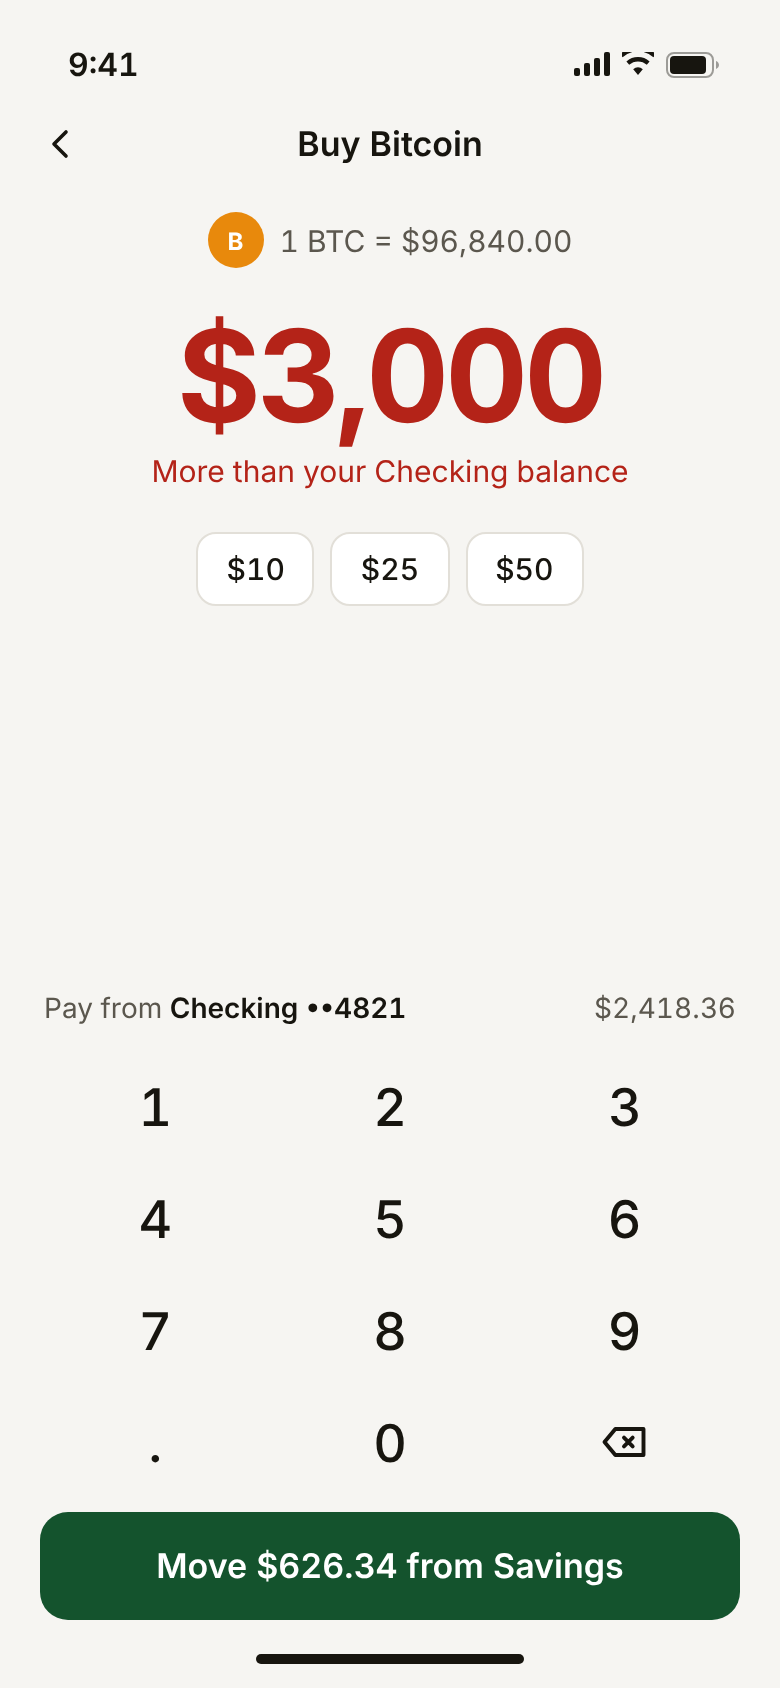 9:41
Buy Bitcoin
B 1 BTC = $96,840.00
$3,000
More than your Checking balance
$10 $25 $50
Pay from Checking ••4821 $2,418.36
1 2 3
4 5 6
7 8 9
. 0
Move $626.34 from Savings